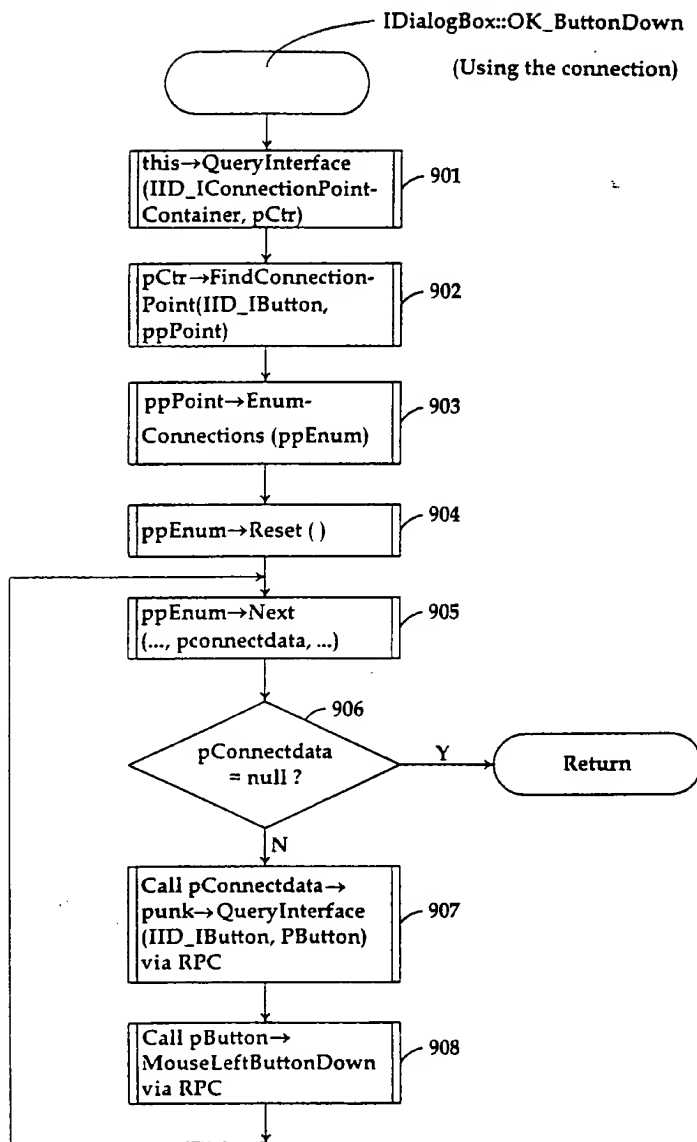 IDialogBox::OK_ButtonDown
(Using the connection)
this→QueryInterface
(IID_IConnectionPoint-
Container, pCtr)
901
pCtr→FindConnection-
Point(IID_IButton,
ppPoint)
902
ppPoint→Enum-
Connections (ppEnum)
903
ppEnum→Reset ( )
904
ppEnum→Next
(..., pconnectdata, ...)
905
906
pConnectdata
= null ?
Y
Return
N
Call pConnectdata→
punk→QueryInterface
(IID_IButton, PButton)
via RPC
907
Call pButton→
MouseLeftButtonDown
via RPC
908